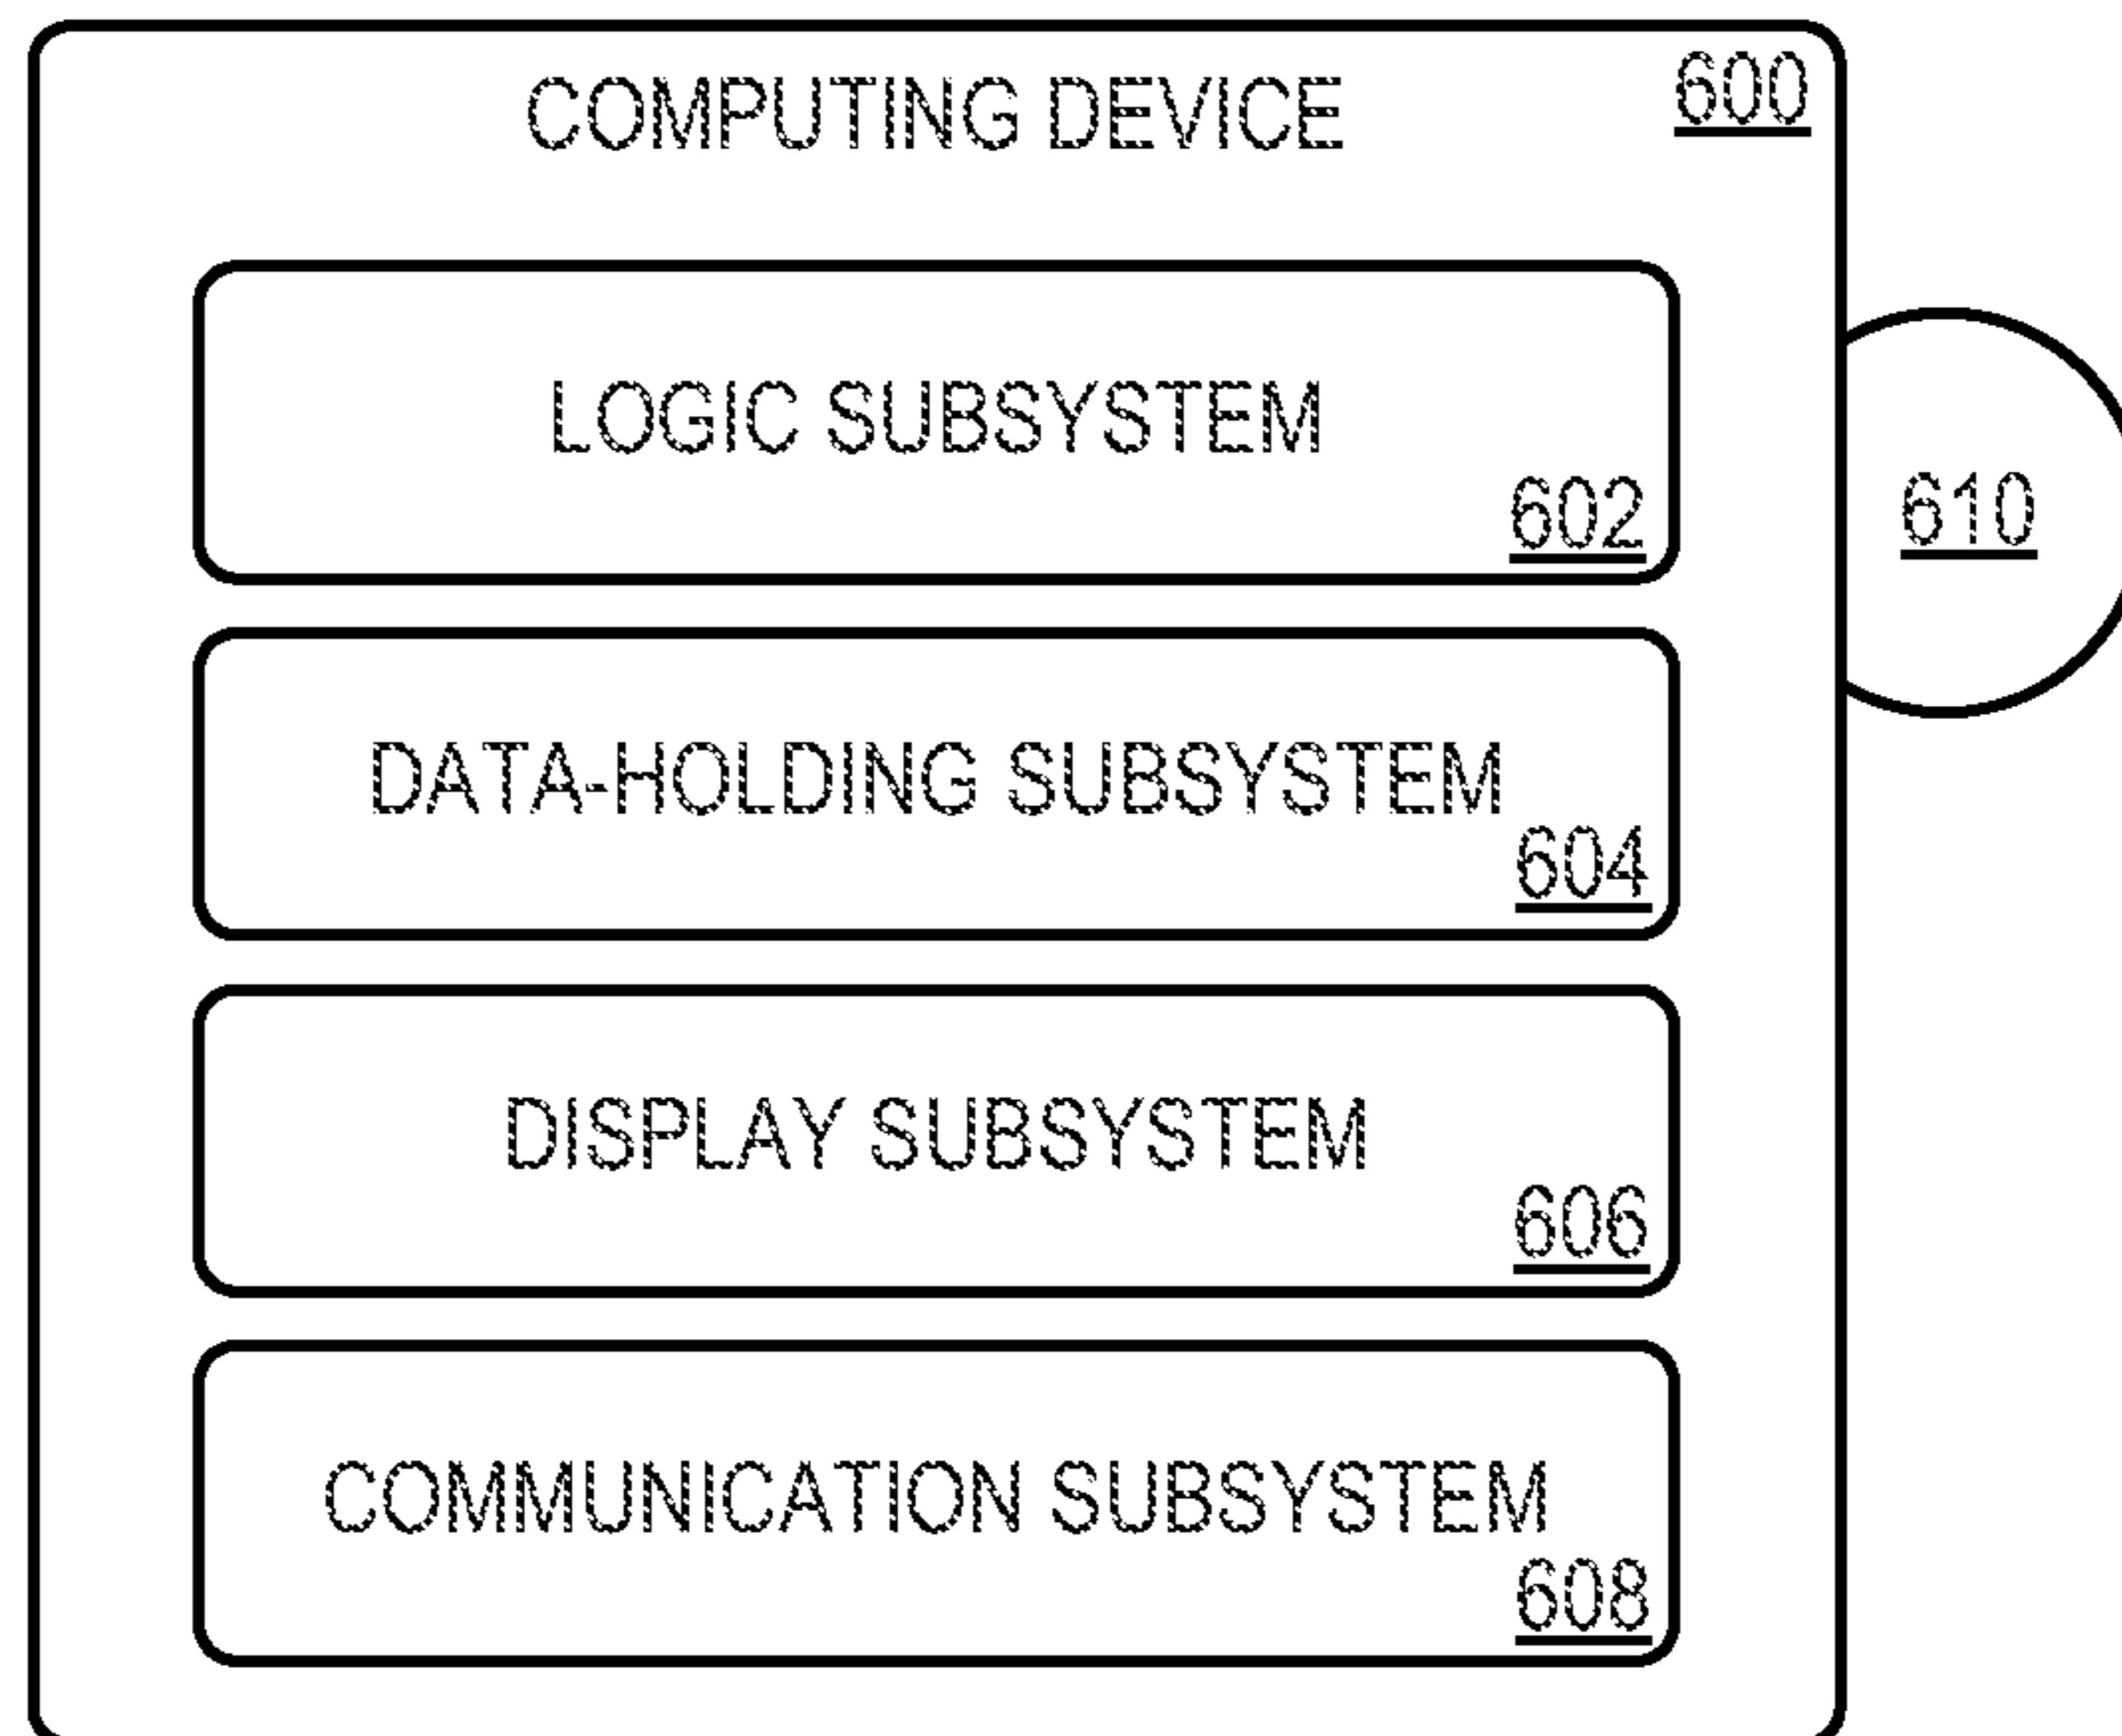 COMPUTING DEVICE
600
LOGIC SUBSYSTEM
602
610
DATA-HOLDING SUBSYSTEM
604
DISPLAY SUBSYSTEM
606
COMMUNICATION SUBSYSTEM
608